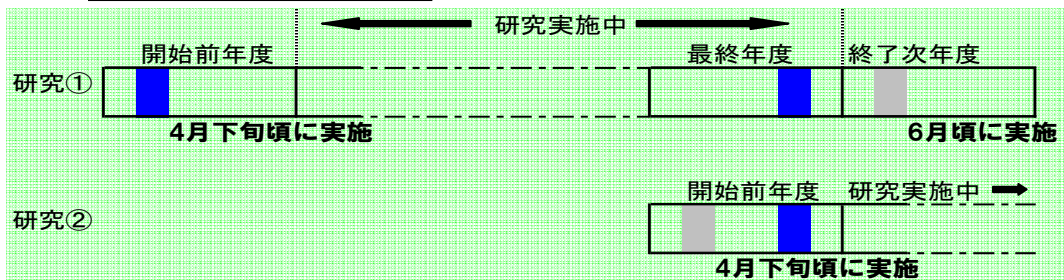 研究実施中
開始前年度
最終年度
終了次年度
研究①
4月下旬頃に実施
6月頃に実施
開始前年度
研究実施中
研究②
4月下旬頃に実施